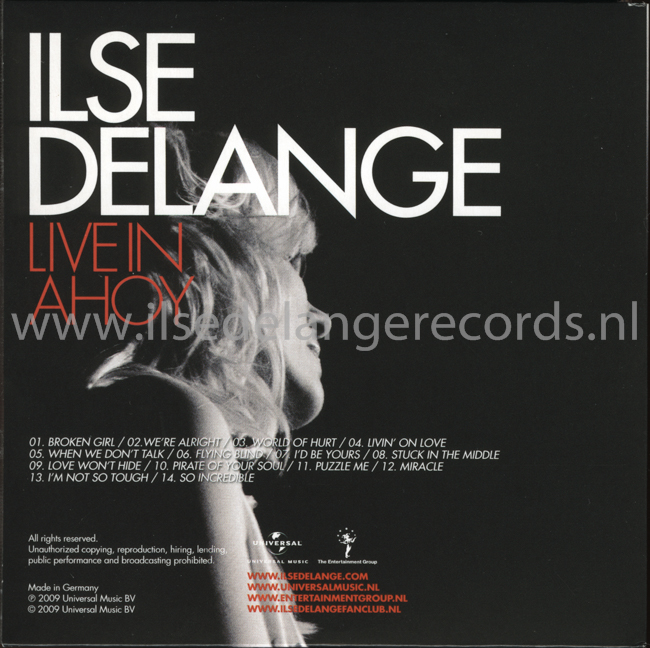 ILSE
DELANGE
LIVE IN
AHOY
www.ilsedelangerecords.nl
01. BROKEN GIRL / 02.WE'RE ALRIGHT / 03. WORLD OF HURT / 04. LIVIN' ON LOVE
05. WHEN WE DON'T TALK / 06. FLYING BLIND / 07. I'D BE YOURS / 08. STUCK IN THE MIDDLE
09. LOVE WON'T HIDE / 10. PIRATE OF YOUR SOUL / 11. PUZZLE ME / 12. MIRACLE
13. I'M NOT SO TOUGH / 14. SO INCREDIBLE
All rights reserved.
Unauthorized copying, reproduction, hiring, lending,
public performance and broadcasting prohibited.
UNIVERSAL
UNIVERSAL MUSIC
The Entertainment Group
Made in Germany
℗ 2009 Universal Music BV
© 2009 Universal Music BV
WWW.ILSEDELANGE.COM
WWW.UNIVERSALMUSIC.NL
WWW.ENTERTAINMENTGROUP.NL
WWW.ILSEDELANGEFANCLUB.NL